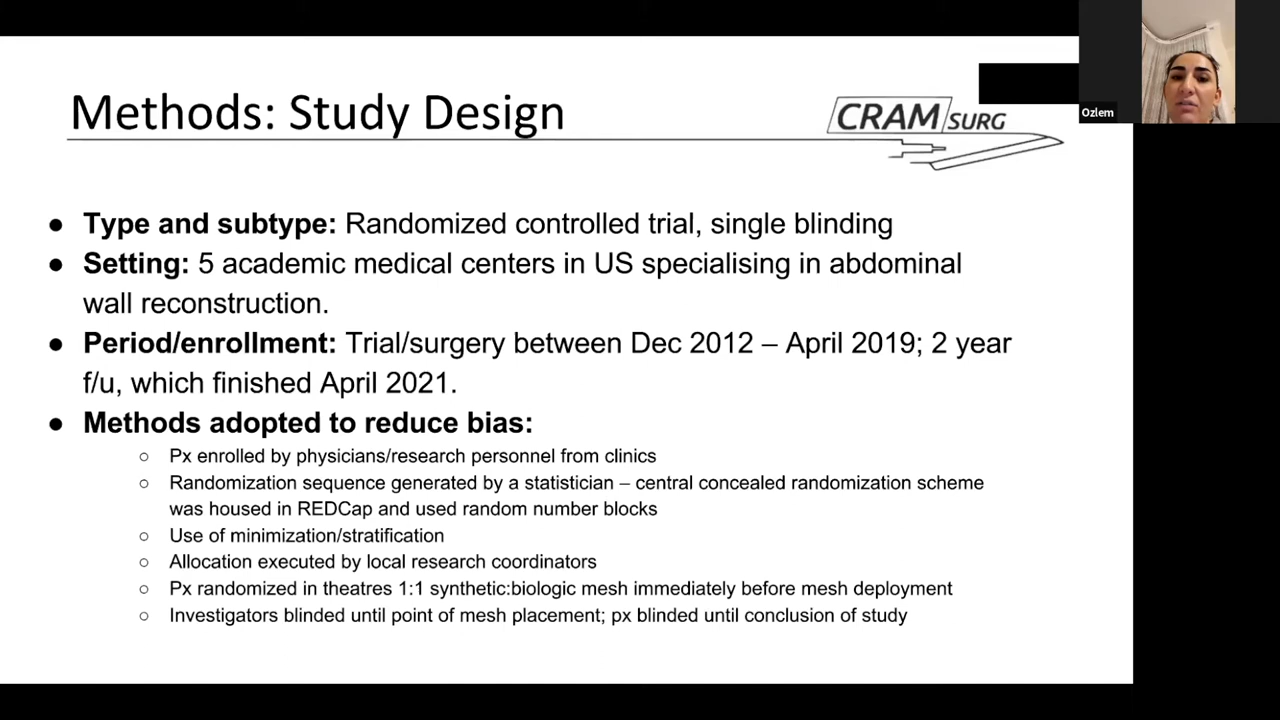 Methods: Study Design
CRAM SURG
Ozlem
● Type and subtype: Randomized controlled trial, single blinding
● Setting: 5 academic medical centers in US specialising in abdominal
wall reconstruction.
● Period/enrollment: Trial/surgery between Dec 2012 – April 2019; 2 year
f/u, which finished April 2021.
● Methods adopted to reduce bias:
○ Px enrolled by physicians/research personnel from clinics
○ Randomization sequence generated by a statistician – central concealed randomization scheme
was housed in REDCap and used random number blocks
○ Use of minimization/stratification
○ Allocation executed by local research coordinators
○ Px randomized in theatres 1:1 synthetic:biologic mesh immediately before mesh deployment
○ Investigators blinded until point of mesh placement; px blinded until conclusion of study